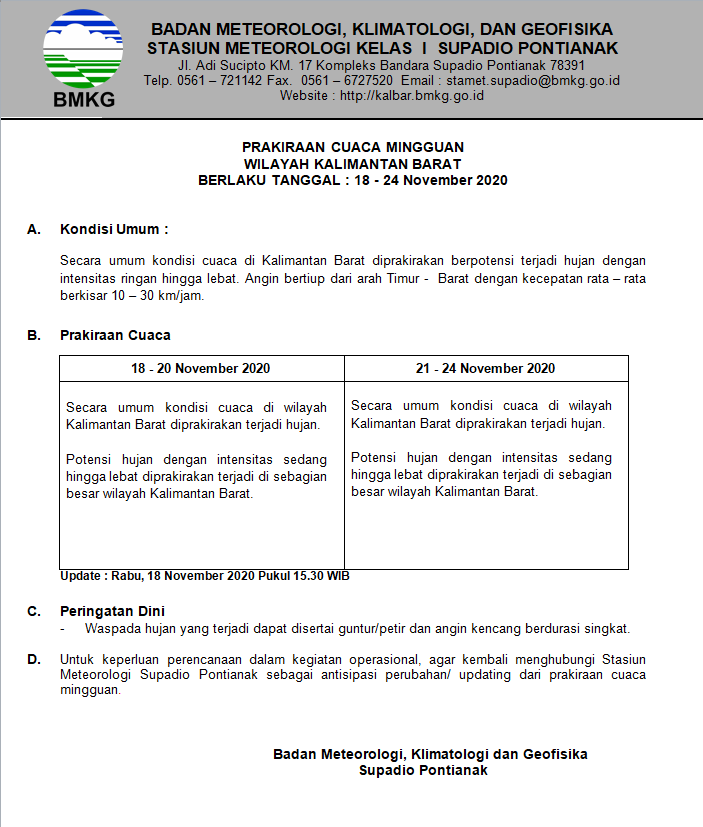 BMKG
BADAN METEOROLOGI, KLIMATOLOGI, DAN GEOFISIKA
STASIUN METEOROLOGI KELAS I SUPADIO PONTIANAK
Jl. Adi Sucipto KM. 17 Kompleks Bandara Supadio Pontianak 78391
Telp. 0561 – 721142 Fax. 0561 – 6727520 Email : stamet.supadio@bmkg.go.id
Website : http://kalbar.bmkg.go.id
PRAKIRAAN CUACA MINGGUAN
WILAYAH KALIMANTAN BARAT
BERLAKU TANGGAL : 18 - 24 November 2020
A. Kondisi Umum :
Secara umum kondisi cuaca di Kalimantan Barat diprakirakan berpotensi terjadi hujan dengan
intensitas ringan hingga lebat. Angin bertiup dari arah Timur - Barat dengan kecepatan rata – rata
berkisar 10 – 30 km/jam.
B. Prakiraan Cuaca
18 - 20 November 2020
Secara umum kondisi cuaca di wilayah
Kalimantan Barat diprakirakan terjadi hujan.
Potensi hujan dengan intensitas sedang
hingga lebat diprakirakan terjadi di sebagian
besar wilayah Kalimantan Barat.
21 - 24 November 2020
Secara umum kondisi cuaca di wilayah
Kalimantan Barat diprakirakan terjadi hujan.
Potensi hujan dengan intensitas sedang
hingga lebat diprakirakan terjadi di sebagian
besar wilayah Kalimantan Barat.
Update : Rabu, 18 November 2020 Pukul 15.30 WIB
C. Peringatan Dini
- Waspada hujan yang terjadi dapat disertai guntur/petir dan angin kencang berdurasi singkat.
D. Untuk keperluan perencanaan dalam kegiatan operasional, agar kembali menghubungi Stasiun
Meteorologi Supadio Pontianak sebagai antisipasi perubahan/ updating dari prakiraan cuaca
mingguan.
Badan Meteorologi, Klimatologi dan Geofisika
Supadio Pontianak